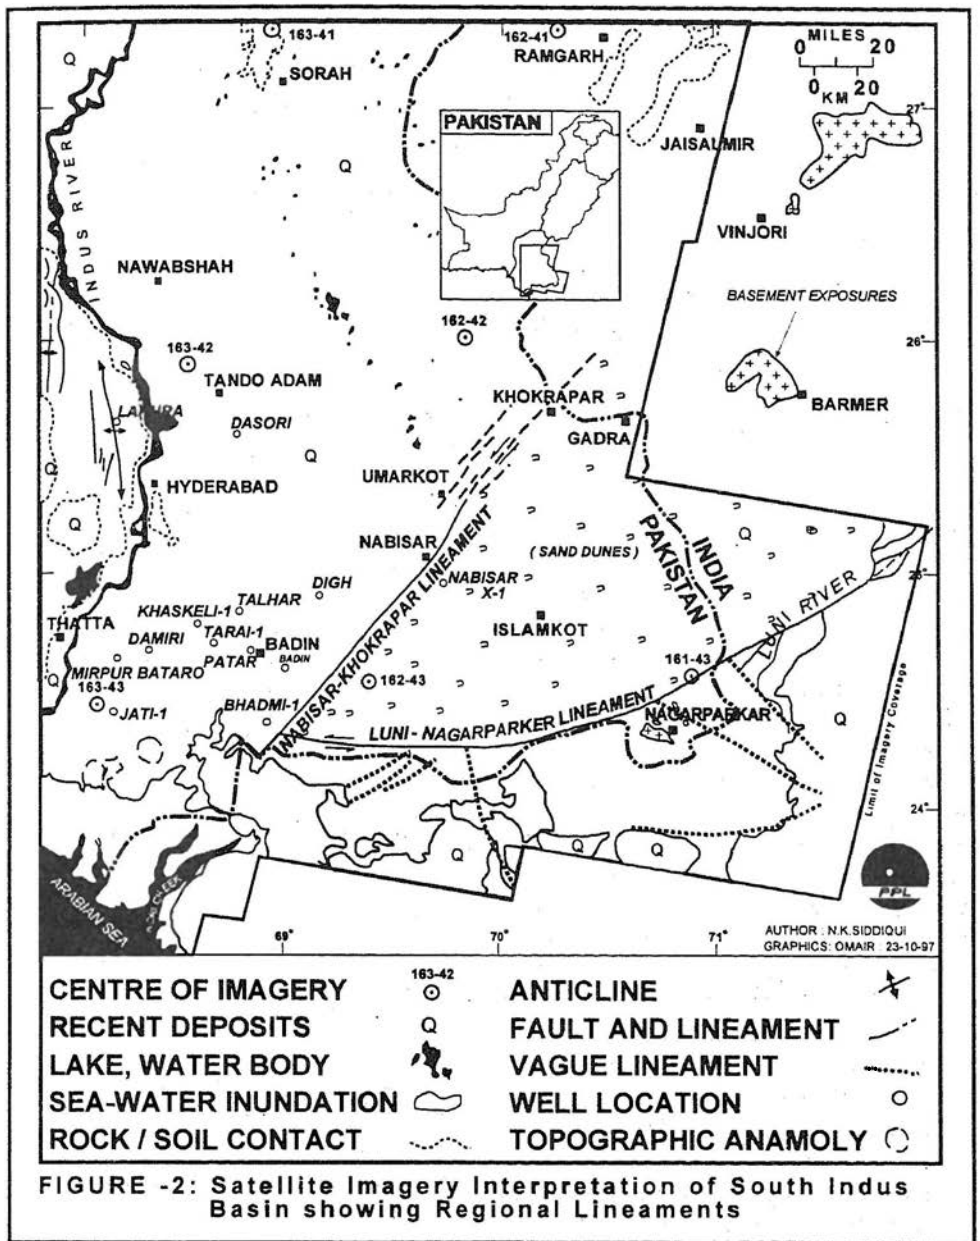 163-41
162-41
RAMGARH
SORAH
MILES
0 20
0 20
KM
27°
Q
PAKISTAN
JAISALMIR
Q
INDUS RIVER
VINJORI
NAWABSHAH
BASEMENT EXPOSURES
162-42
26°
163-42
TANDO ADAM
KHOKRAPAR
BARMER
LAKHRA
DASORI
GADRA
Q
Q
UMARKOT
HYDERABAD
Q
NABISAR
(SAND DUNES)
INDIA
PAKISTAN
Q
25°
DIGH
NABISAR
X-1
TALHAR
KHASKELI-1
ISLAMKOT
LUNI RIVER
THATTA
DAMIRI
TARAI-1
BADIN
PATAR
BADIN
MIRPUR BATARO
NABISAR-KHOKRAPAR LINEAMENT
162-43
161-43
Q
163-43
JATI-1
BHADMI-1
LUNI - NAGARPARKER LINEAMENT
NAGARPARKAR
Q
Limit of Imagery Coverage
24°
Q
Q
Q
ARABIAN SEA
CREEK
PPL
69°
70°
71°
AUTHOR : N.K.SIDDIQUI
GRAPHICS: OMAIR : 23-10-97
163-42
CENTRE OF IMAGERY
ANTICLINE
RECENT DEPOSITS Q
FAULT AND LINEAMENT
LAKE, WATER BODY
VAGUE LINEAMENT
SEA-WATER INUNDATION
WELL LOCATION
ROCK / SOIL CONTACT
TOPOGRAPHIC ANAMOLY
FIGURE -2: Satellite Imagery Interpretation of South Indus
Basin showing Regional Lineaments